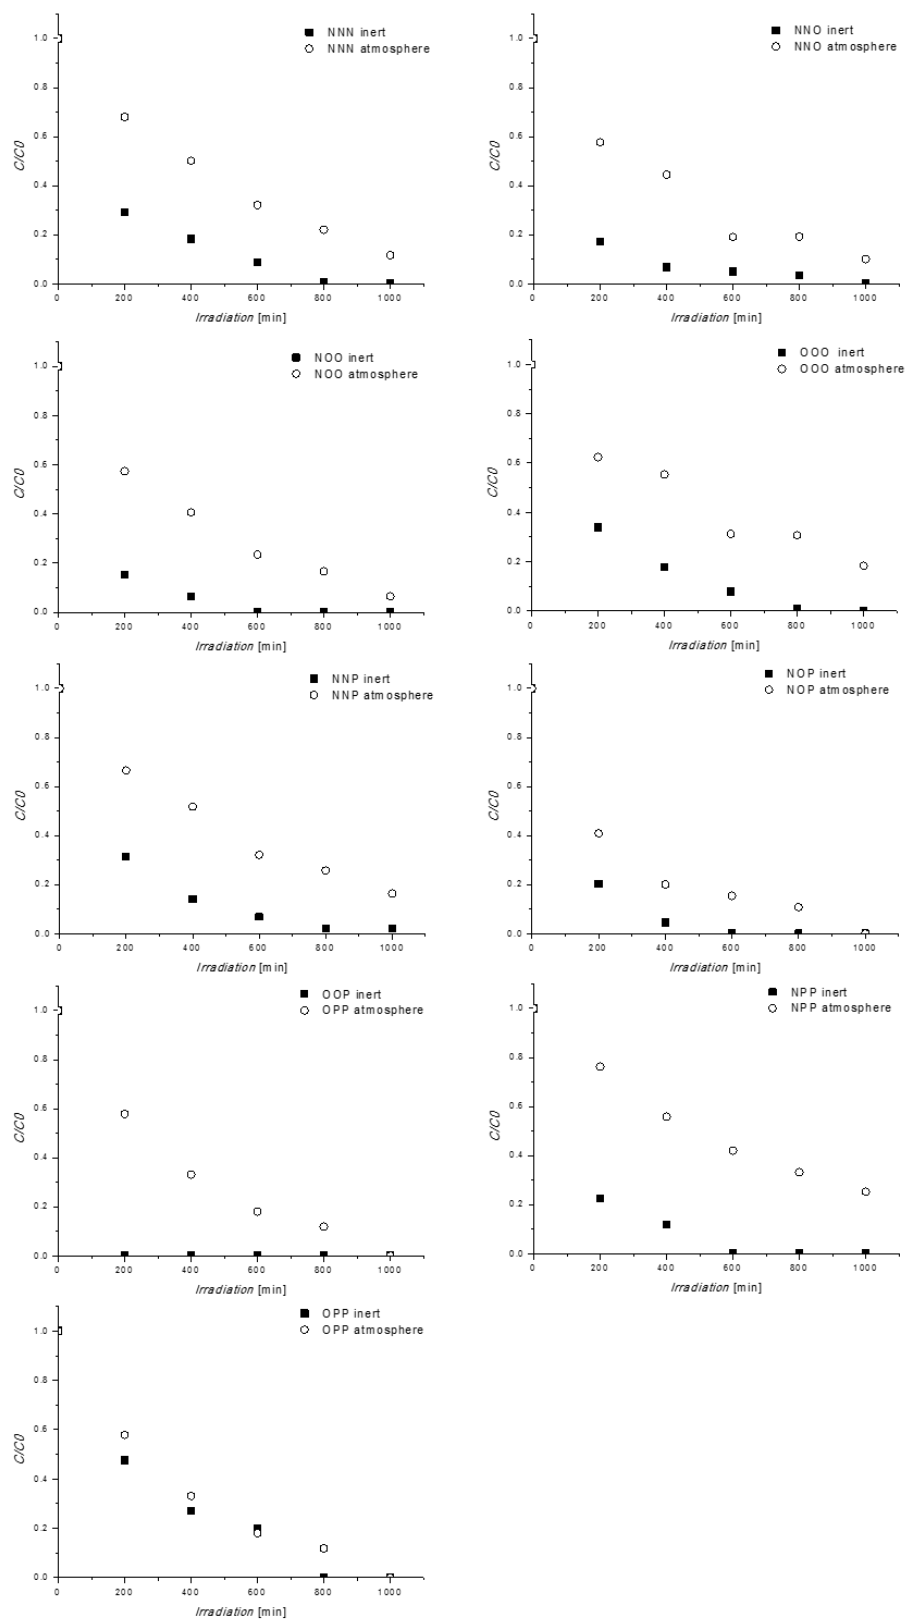 NNN inert
NNN atmosphere
1.0
0.8
0.6
0.4
0.2
0.0
C/C0
0 200 400 600 800 1000
Irradiation [min]
NNO inert
NNO atmosphere
1.0
0.8
0.6
0.4
0.2
0.0
C/C0
0 200 400 600 800 1000
Irradiation [min]
NOO inert
NOO atmosphere
1.0
0.8
0.6
0.4
0.2
0.0
C/C0
0 200 400 600 800 1000
Irradiation [min]
OOO inert
OOO atmosphere
1.0
0.8
0.6
0.4
0.2
0.0
C/C0
0 200 400 600 800 1000
Irradiation [min]
NNP inert
NNP atmosphere
1.0
0.8
0.6
0.4
0.2
0.0
C/C0
0 200 400 600 800 1000
Irradiation [min]
NOP inert
NOP atmosphere
1.0
0.8
0.6
0.4
0.2
0.0
C/C0
0 200 400 600 800 1000
Irradiation [min]
OOP inert
OPP atmosphere
1.0
0.8
0.6
0.4
0.2
0.0
C/C0
0 200 400 600 800 1000
Irradiation [min]
NPP inert
NPP atmosphere
1.0
0.8
0.6
0.4
0.2
0.0
C/C0
0 200 400 600 800 1000
Irradiation [min]
OPP inert
OPP atmosphere
1.0
0.8
0.6
0.4
0.2
0.0
C/C0
0 200 400 600 800 1000
Irradiation [min]